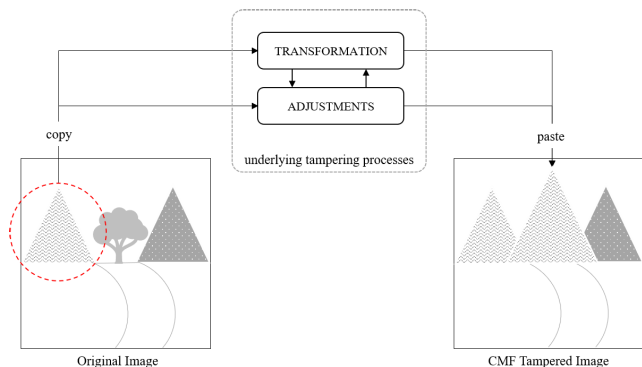 TRANSFORMATION
ADJUSTMENTS
underlying tampering processes
copy
paste
Original Image
CMF Tampered Image